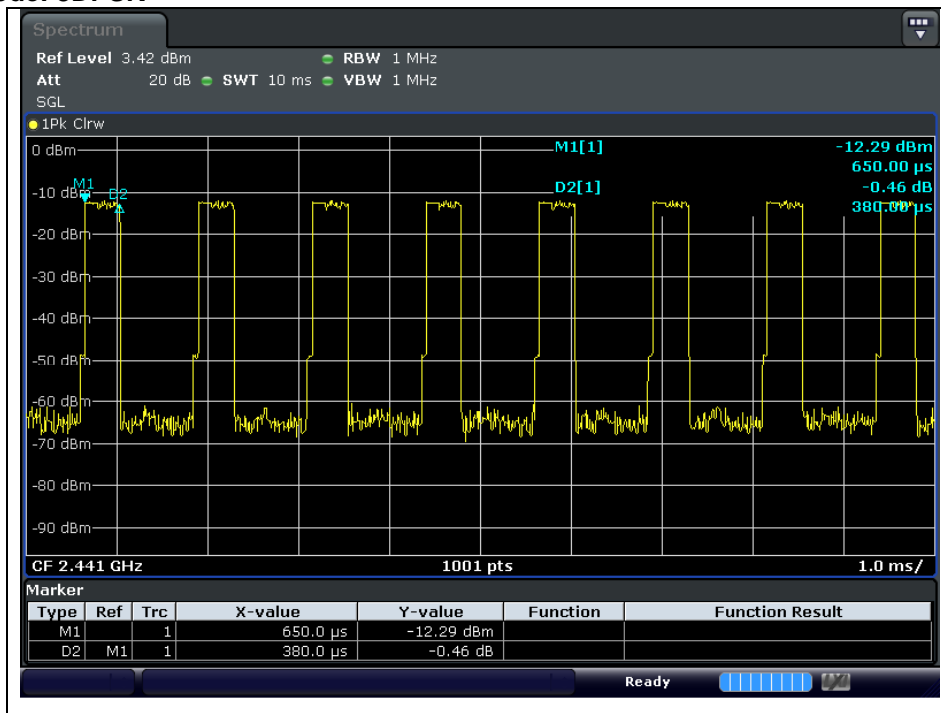 Spectrum
Ref Level 3.42 dBm RBW 1 MHz
Att 20 dB SWT 10 ms VBW 1 MHz
SGL
1Pk Clrw
0 dBm
M1[1] -12.29 dBm
650.00 µs
M1
D2
-10 dBm
D2[1] -0.46 dB
380.00 µs
-20 dBm
-30 dBm
-40 dBm
-50 dBm
-60 dBm
-70 dBm
-80 dBm
-90 dBm
CF 2.441 GHz 1001 pts 1.0 ms/
Marker
Type Ref Trc X-value Y-value Function Function Result
M1 1 650.0 µs -12.29 dBm
D2 M1 1 380.0 µs -0.46 dB
Ready